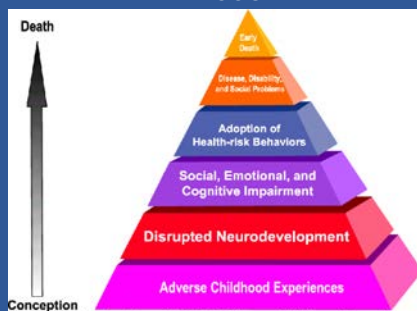 Death
Early
Death
Disease, Disability,
and Social Problems
Adoption of
Health-risk Behaviors
Social, Emotional, and
Cognitive Impairment
Disrupted Neurodevelopment
Adverse Childhood Experiences
Conception